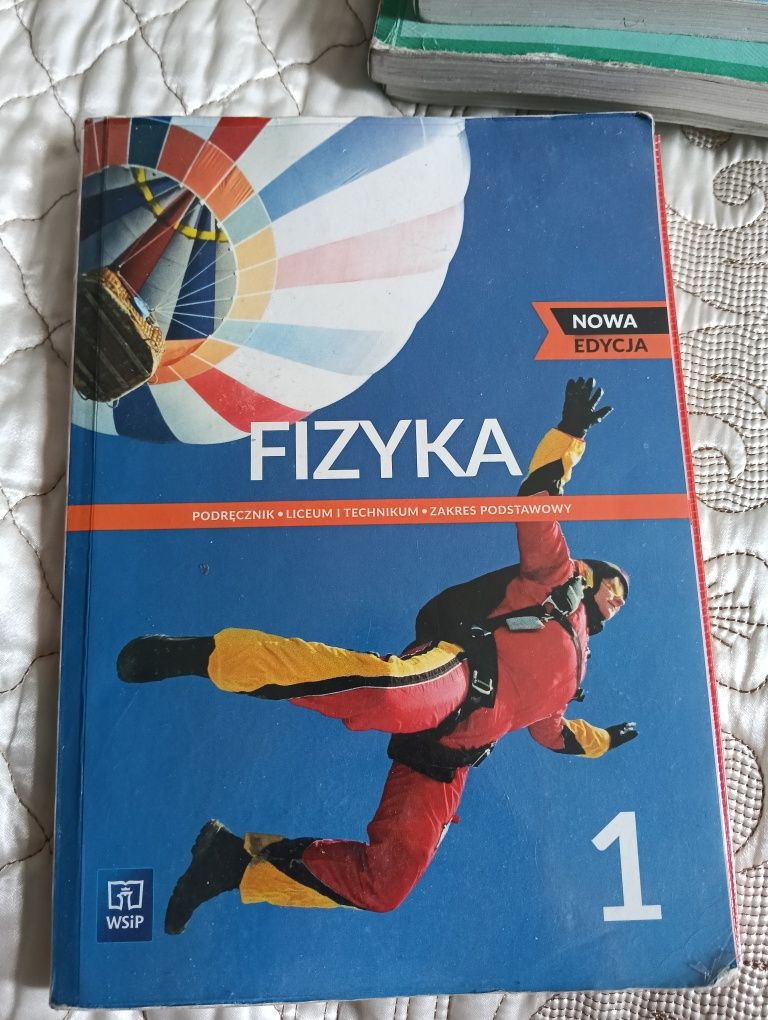 NOWA
EDYCJA
FIZYKA
PODRĘCZNIK • LICEUM I TECHNIKUM • ZAKRES PODSTAWOWY
1
WSiP